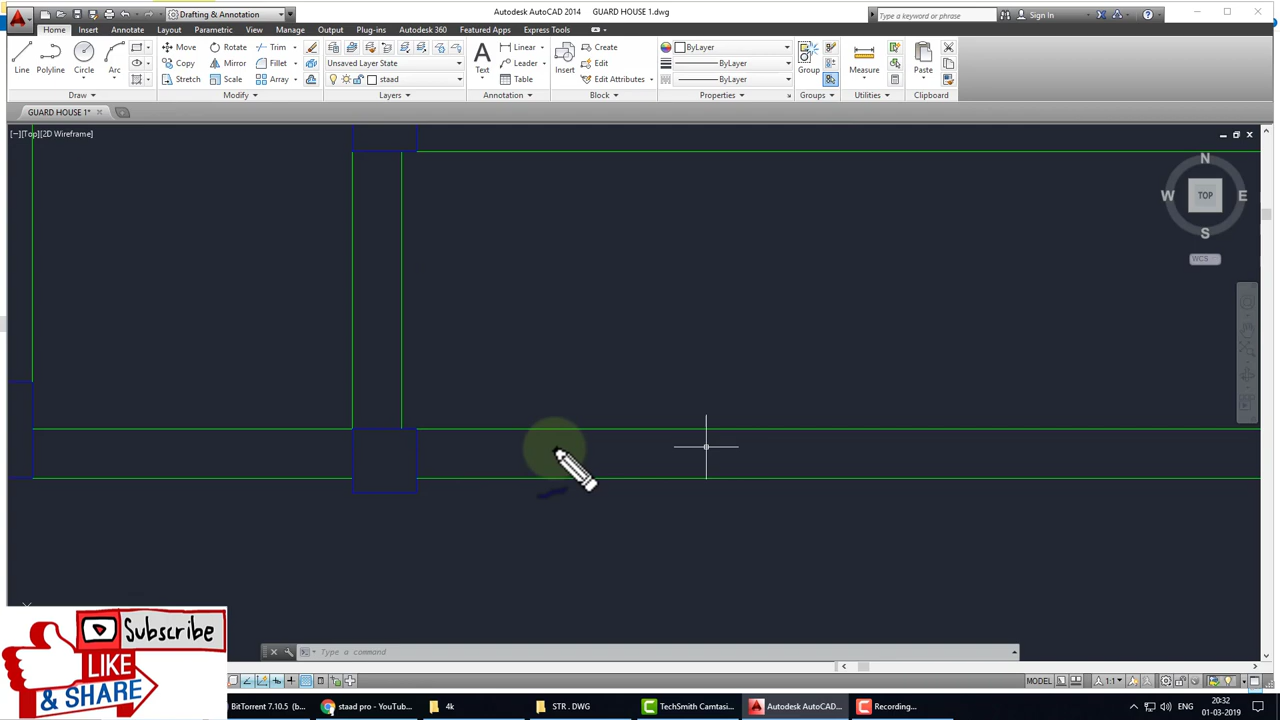 Drafting & Annotation
Autodesk AutoCAD 2014 GUARD HOUSE 1.dwg
Type a keyword or phrase
Sign In
Home Insert Annotate Layout Parametric View Manage Output Plug-ins Autodesk 360 Featured Apps Express Tools
Line Polyline Circle Arc
Move Rotate Trim
Copy Mirror Fillet
Stretch Scale Array
Unsaved Layer State
staad
Text
Linear
Leader
Table
Insert
Create
Edit
Edit Attributes
ByLayer
ByLayer
ByLayer
Group
Measure
Paste
Draw Modify Layers Annotation Block Properties Groups Utilities Clipboard
GUARD HOUSE 1*
[−][Top][2D Wireframe]
N
W TOP E
S
WCS
Type a command
MODEL 1:1
Subscribe
LIKE
& SHARE
BitTorrent 7.10.5 (b...
staad pro - YouTub...
4k
STR . DWG
TechSmith Camtasi...
Autodesk AutoCAD...
Recording...
ENG
20:32
01-03-2019